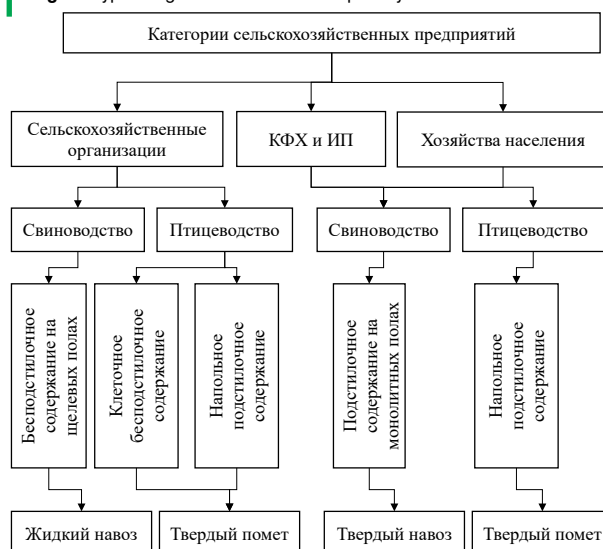 Категории сельскохозяйственных предприятий
Сельскохозяйственные
организации
КФХ и ИП
Хозяйства населения
Свиноводство
Птицеводство
Свиноводство
Птицеводство
Бесподстилочное
содержание на
щелевых полах
Клеточное
бесподстилочное
содержание
Напольное
подстилочное
содержание
Подстилочное
содержание на
монолитных полах
Напольное
подстилочное
содержание
Жидкий навоз
Твердый помет
Твердый навоз
Твердый помет